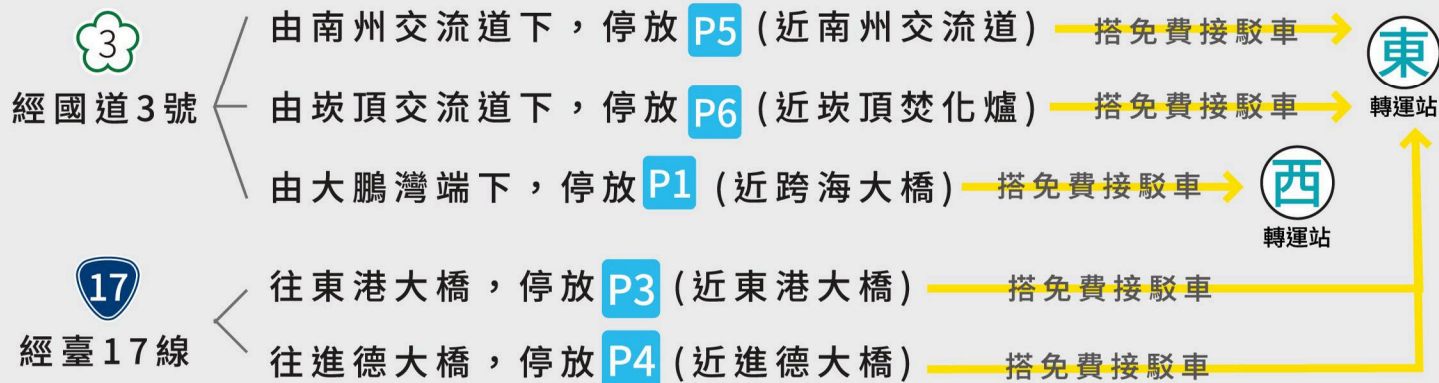 3
經國道3號
由南州交流道下，停放 P5 (近南州交流道) 搭免費接駁車
由崁頂交流道下，停放 P6 (近崁頂焚化爐) 搭免費接駁車
東
轉運站
由大鵬灣端下，停放 P1 (近跨海大橋) 搭免費接駁車
西
轉運站
17
經臺17線
往東港大橋，停放 P3 (近東港大橋) 搭免費接駁車
往進德大橋，停放 P4 (近進德大橋) 搭免費接駁車